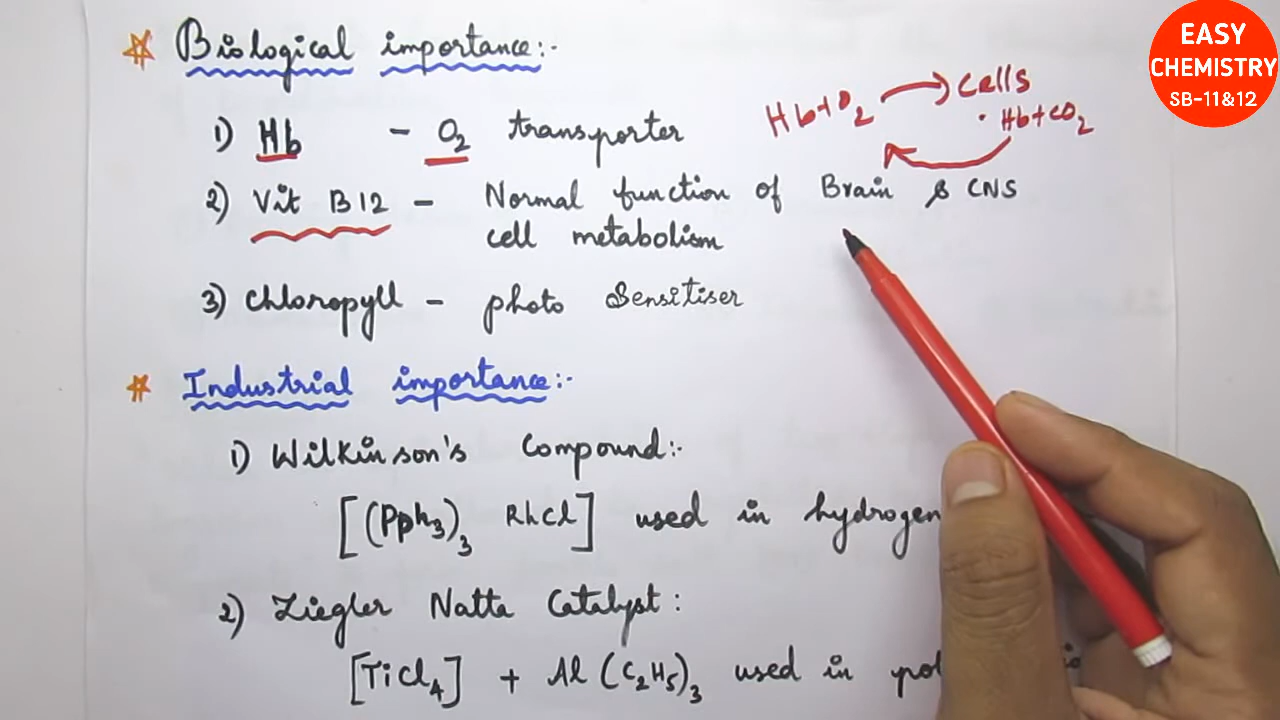 EASY
CHEMISTRY
SB-11&12
Biological importance:-
Hb+O2 → cells
Hb+CO2
1) Hb - O2 transporter
2) Vit B12 - Normal function of Brain & CNS
cell metabolism
3) Chloropyll - photo Sensitiser
Industrial importance:-
1) Wilkinson's Compound:-
[(Pph3)3 RhCl] used in hydrogen
2) Ziegler Natta Catalyst:
[TiCl4] + Al (C2H5)3 used in